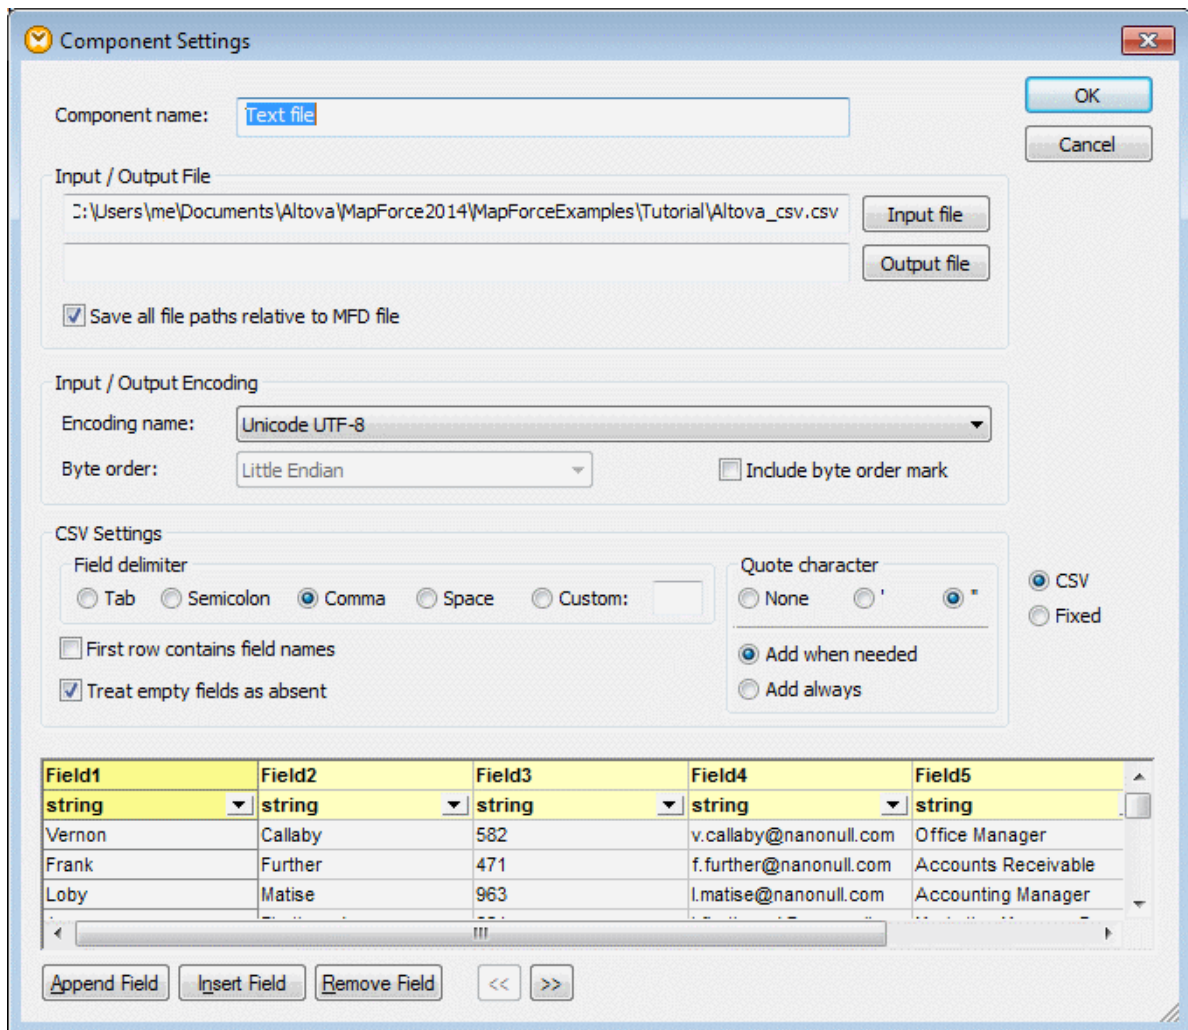 Component Settings
Component name: Text file
OK
Cancel
Input / Output File
C:\Users\me\Documents\Altova\MapForce2014\MapForceExamples\Tutorial\Altova_csv.csv Input file
Output file
Save all file paths relative to MFD file
Input / Output Encoding
Encoding name: Unicode UTF-8
Byte order: Little Endian Include byte order mark
CSV Settings
Field delimiter Quote character
Tab Semicolon Comma Space Custom: None ' "
CSV
Fixed
First row contains field names Add when needed
Treat empty fields as absent Add always
Field1 Field2 Field3 Field4 Field5
string string string string string
Vernon Callaby 582 v.callaby@nanonull.com Office Manager
Frank Further 471 f.further@nanonull.com Accounts Receivable
Loby Matise 963 l.matise@nanonull.com Accounting Manager
Append Field Insert Field Remove Field << >>